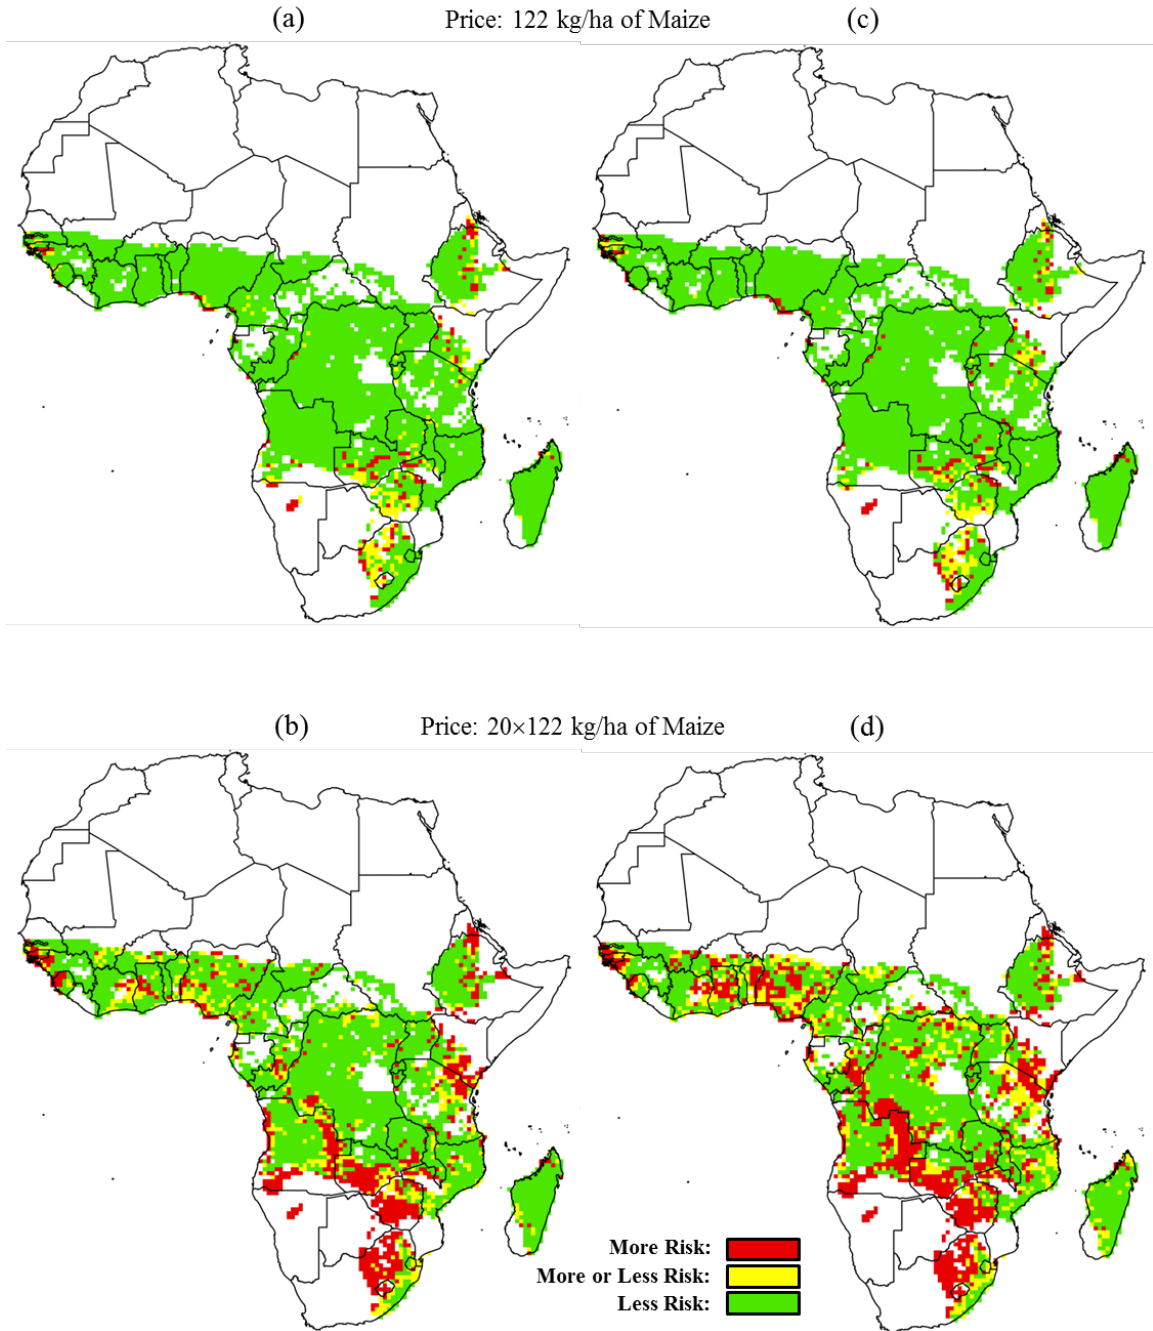 (a) Price: 122 kg/ha of Maize (c)
(b) Price: 20×122 kg/ha of Maize (d)
More Risk:
More or Less Risk:
Less Risk: